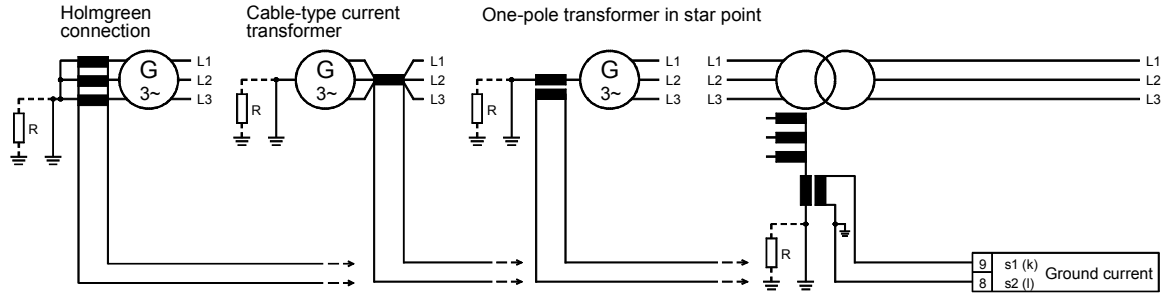 Holmgreen
connection
Cable-type current
transformer
One-pole transformer in star point
G
3~
L1
L2
L3
R
G
3~
L1
L2
L3
R
G
3~
L1
L2
L3
R
L1
L2
L3
L1
L2
L3
R
9 s1 (k)
8 s2 (l)
Ground current